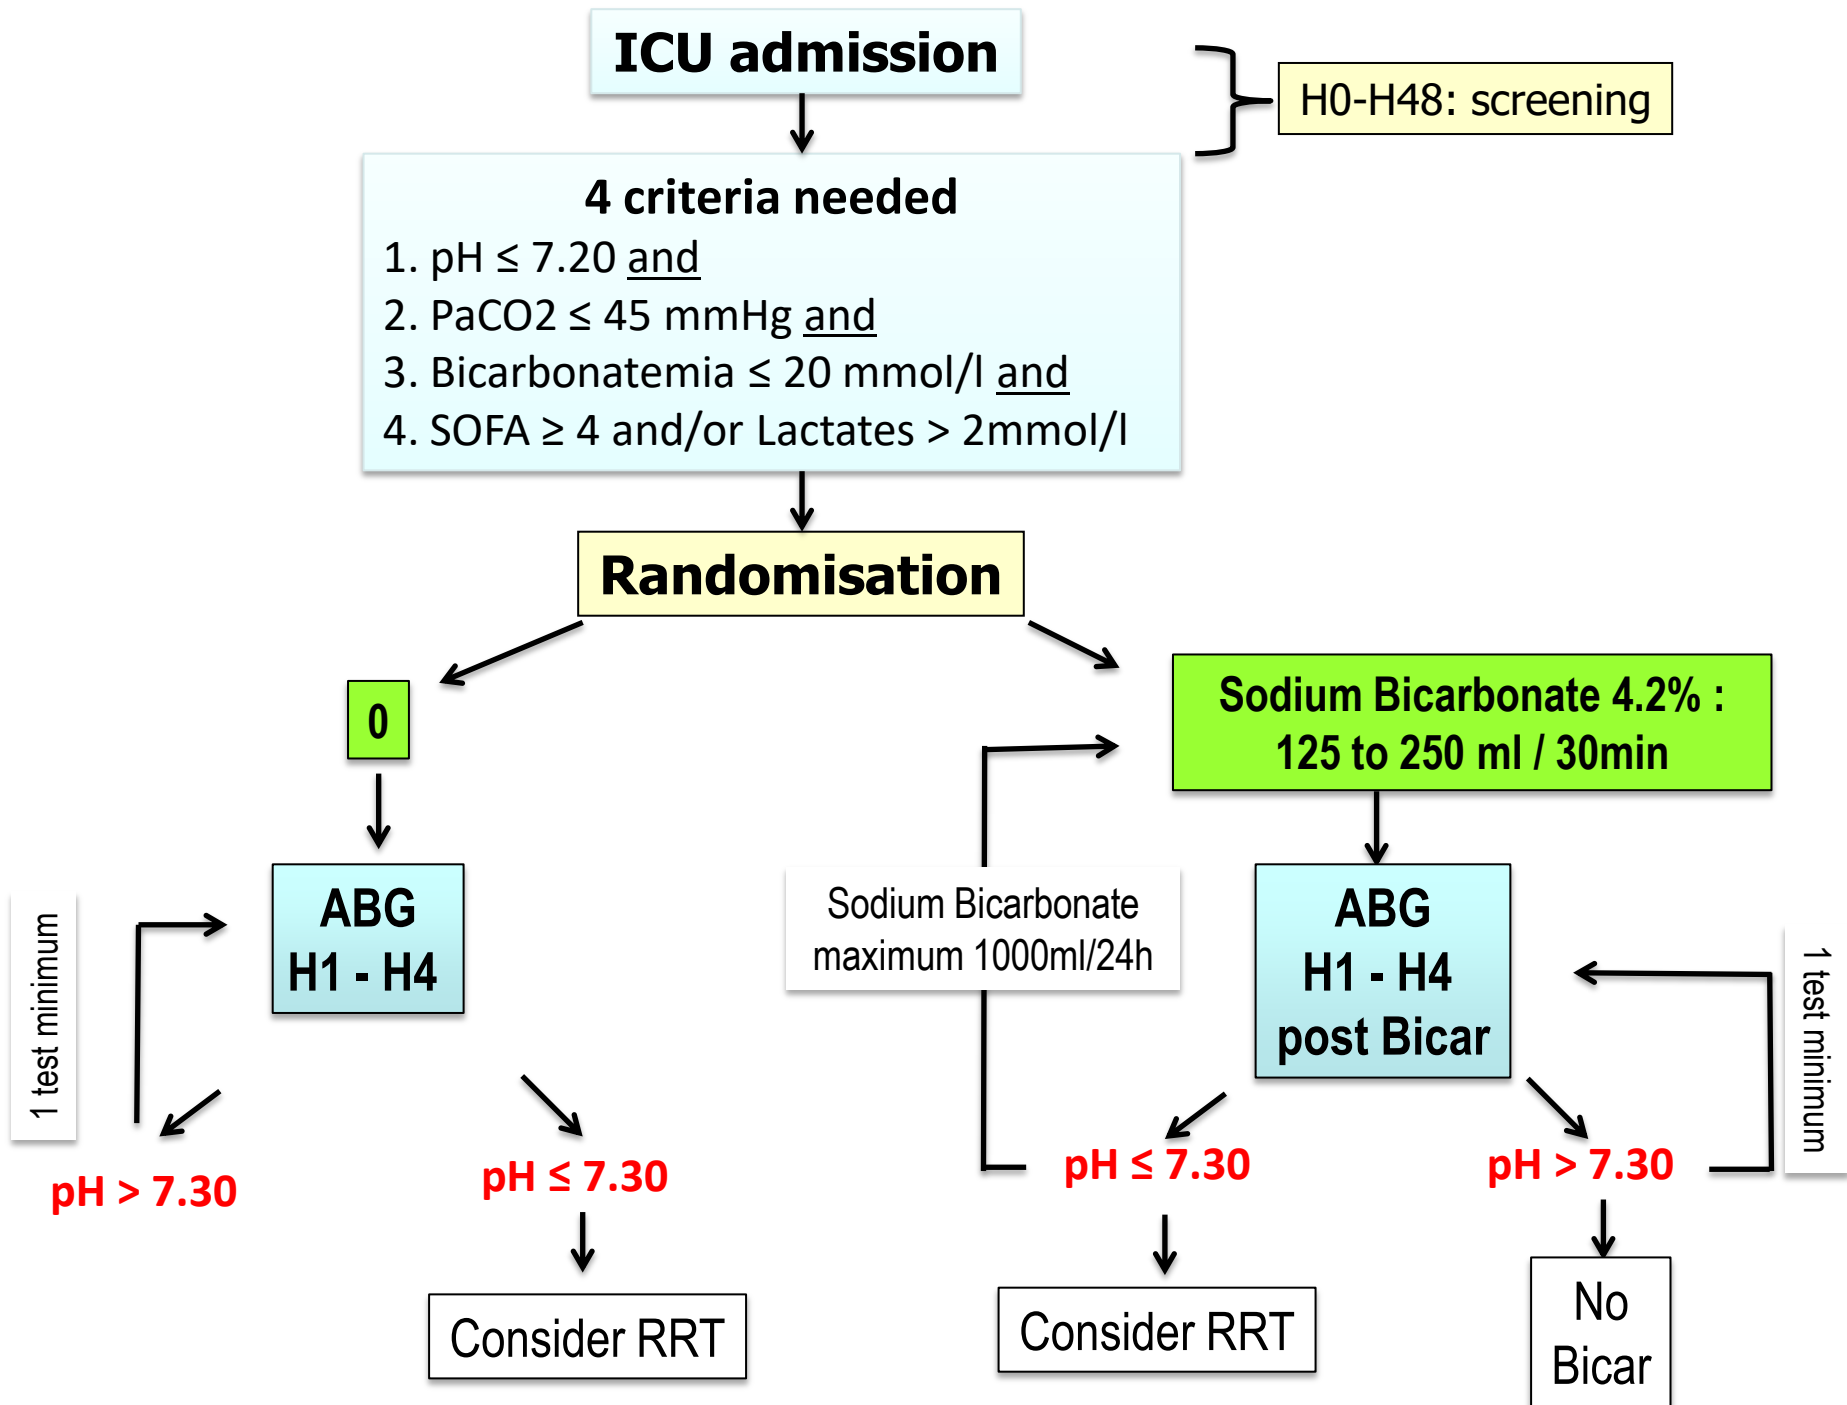 ICU admission
H0-H48: screening
4 criteria needed
1. pH ≤ 7.20 and
2. PaCO2 ≤ 45 mmHg and
3. Bicarbonatemia ≤ 20 mmol/l and
4. SOFA ≥ 4 and/or Lactates > 2mmol/l
Randomisation
0
Sodium Bicarbonate 4.2% :
125 to 250 ml / 30min
1 test minimum
ABG
H1 - H4
Sodium Bicarbonate
maximum 1000ml/24h
ABG
H1 - H4
post Bicar
1 test minimum
pH > 7.30
pH ≤ 7.30
pH ≤ 7.30
pH > 7.30
Consider RRT
Consider RRT
No
Bicar